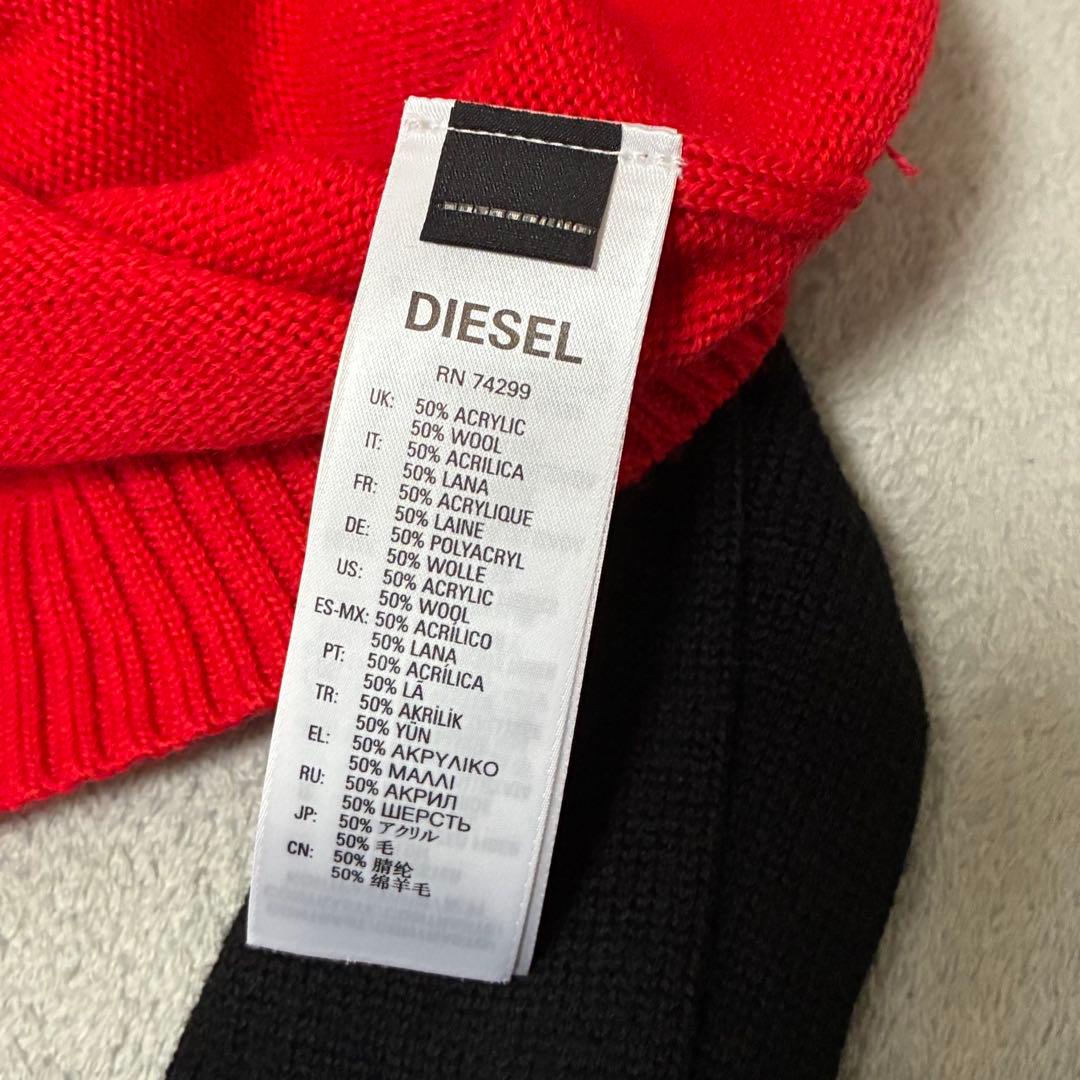 DIESEL
RN 74299
UK: 50% ACRYLIC
50% WOOL
IT: 50% ACRILICA
50% LANA
FR: 50% ACRYLIQUE
50% LAINE
DE: 50% POLYACRYL
50% WOLLE
US: 50% ACRYLIC
50% WOOL
ES-MX: 50% ACRÍLICO
50% LANA
PT: 50% ACRÍLICA
50% LÃ
TR: 50% AKRİLİK
50% YÜN
EL: 50% ΑΚΡΥΛΙΚΟ
50% ΜΑΛΛΙ
RU: 50% АКРИЛ
50% ШЕРСТЬ
JP: 50% アクリル
50% 毛
CN: 50% 腈纶
50% 绵羊毛